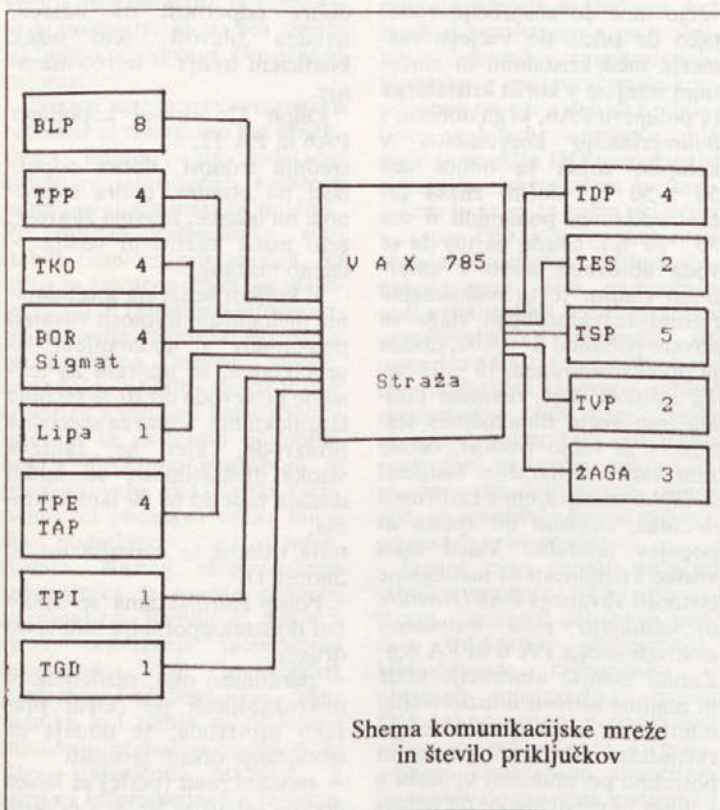 BLP 8
TPP 4
TKO 4
BOR 4
Sigmat
Lipa 1
TPE 4
TAP
TPI 1
TGD 1
V A X 785
Straža
TDP 4
TES 2
TSP 5
TVP 2
ŽAGA 3
Shema komunikacijske mreže
in število priključkov